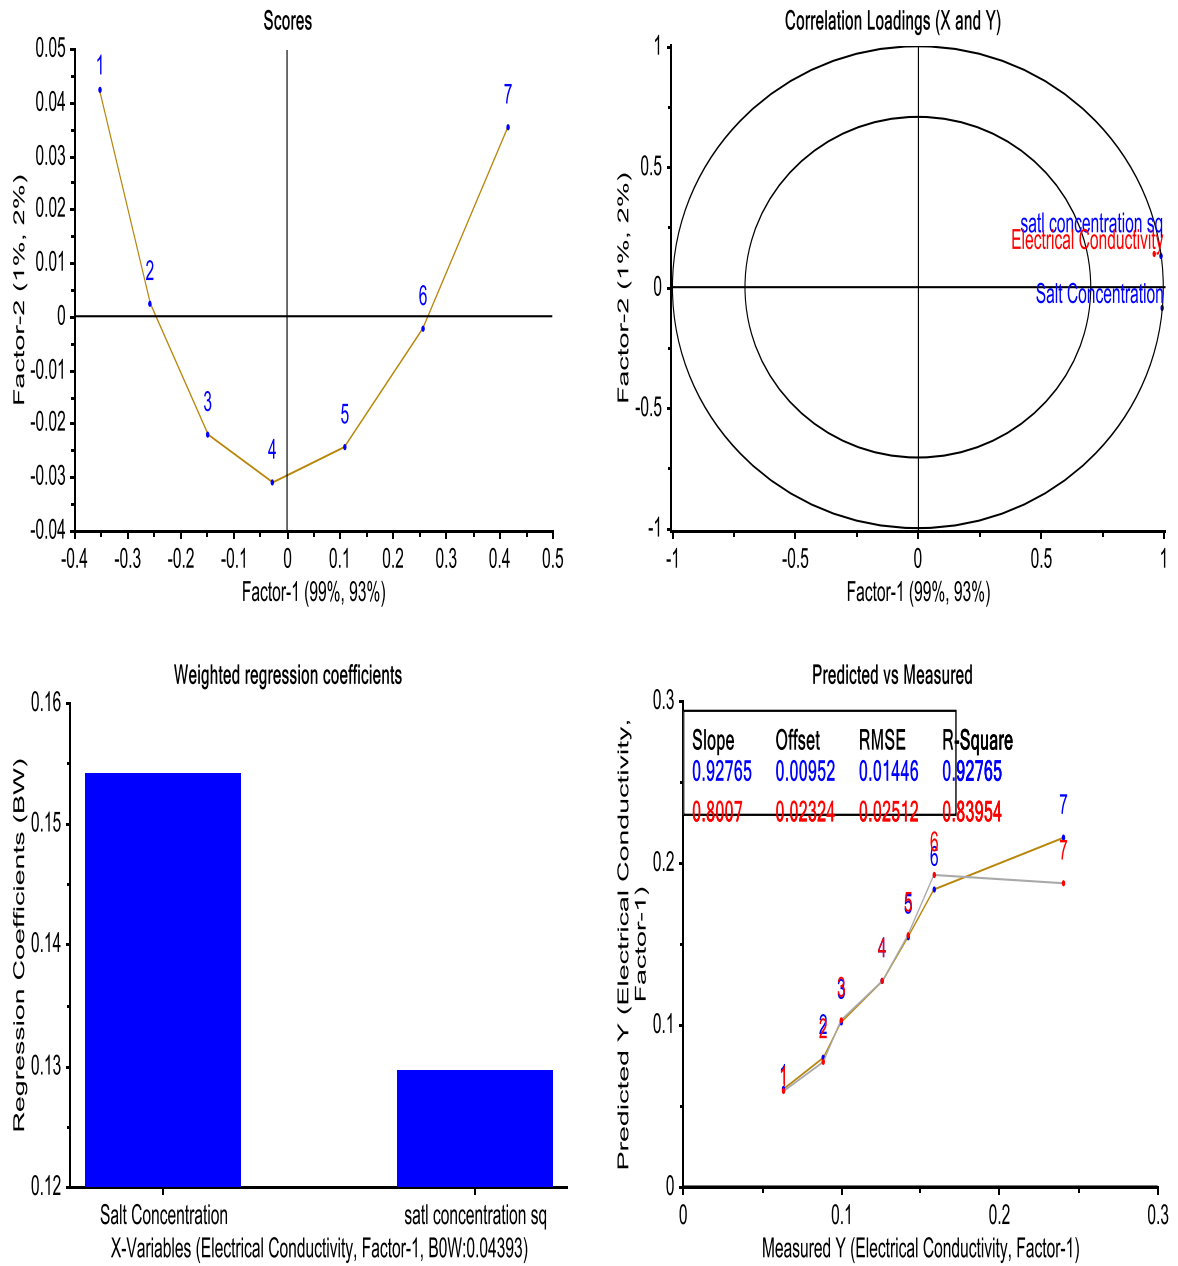 Scores
0.05
0.04
0.03
0.02
0.01
0
-0.01
-0.02
-0.03
-0.04
-0.4 -0.3 -0.2 -0.1 0 0.1 0.2 0.3 0.4 0.5
Factor-2 (1%, 2%)
Factor-1 (99%, 93%)
1
2
3
4
5
6
7
Correlation Loadings (X and Y)
1
0.5
0
-0.5
-1
-1 -0.5 0 0.5 1
Factor-2 (1%, 2%)
Factor-1 (99%, 93%)
satl concentration sq
Electrical Conductivity
Salt Concentration
Weighted regression coefficients
0.16
0.15
0.14
0.13
0.12
Regression Coefficients (BW)
Salt Concentration satl concentration sq
X-Variables (Electrical Conductivity, Factor-1, B0W:0.04393)
Predicted vs Measured
0.3
0.2
0.1
0
0 0.1 0.2 0.3
Predicted Y (Electrical Conductivity,
Factor-1)
Measured Y (Electrical Conductivity, Factor-1)
Slope Offset RMSE R-Square
0.92765 0.00952 0.01446 0.92765
0.8007 0.02324 0.02512 0.83954
1
2
2
3
3
4
5
5
6
6
7
7